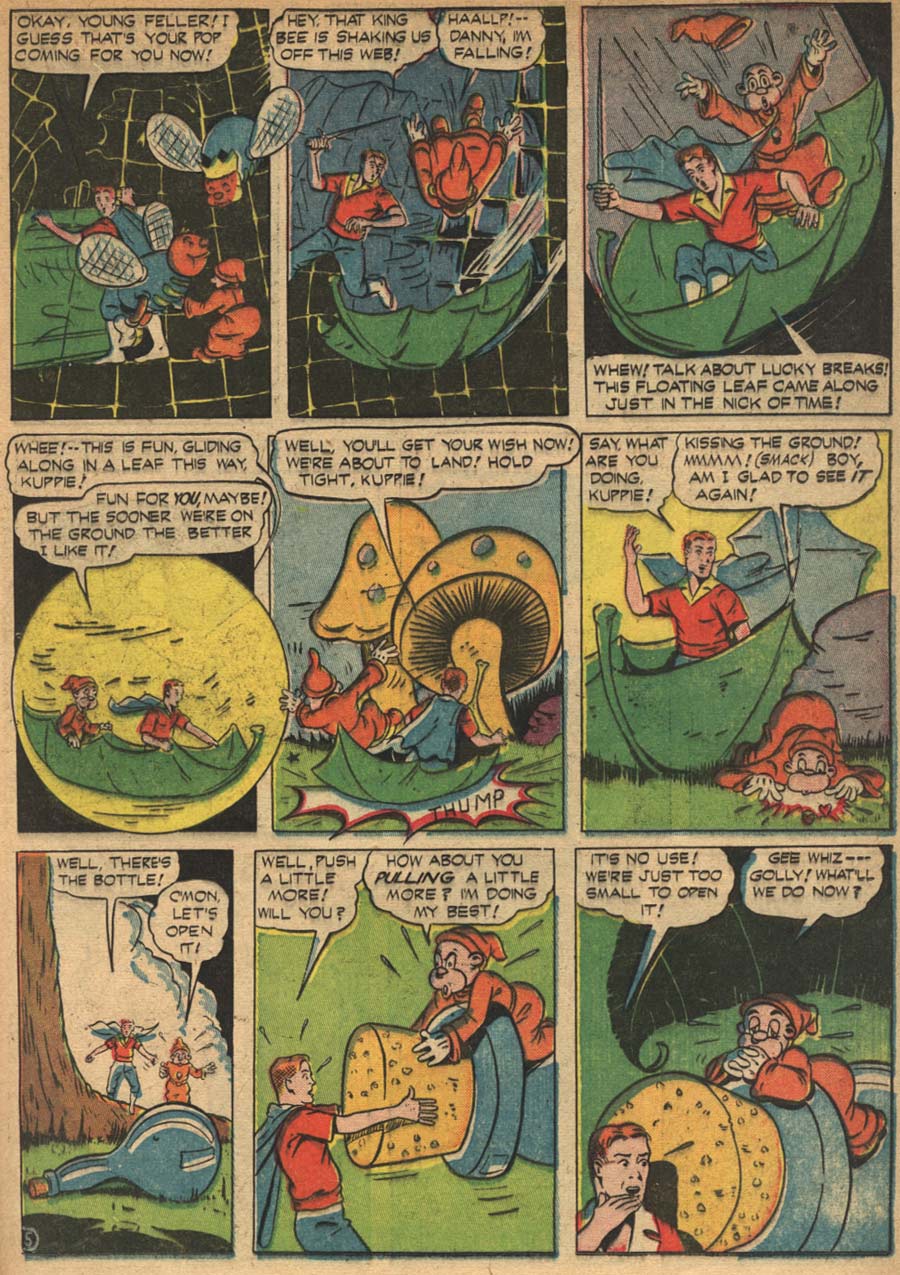 OKAY, YOUNG FELLER! I
GUESS THAT'S YOUR POP
COMING FOR YOU NOW!
HEY, THAT KING
BEE IS SHAKING US
OFF THIS WEB!
HAALLP!--
DANNY, I'M
FALLING!
WHEW! TALK ABOUT LUCKY BREAKS!
THIS FLOATING LEAF CAME ALONG
JUST IN THE NICK OF TIME!
WHEE!--THIS IS FUN, GLIDING
ALONG IN A LEAF THIS WAY,
KUPPIE!
FUN FOR YOU, MAYBE!
BUT THE SOONER WE'RE ON
THE GROUND THE BETTER
I LIKE IT!
WELL, YOU'LL GET YOUR WISH NOW!
WE'RE ABOUT TO LAND! HOLD
TIGHT, KUPPIE!
THUMP
SAY, WHAT
ARE YOU
DOING,
KUPPIE!
KISSING THE GROUND!
MMMM! (SMACK) BOY,
AM I GLAD TO SEE IT
AGAIN!
WELL, THERE'S
THE BOTTLE!
C'MON,
LET'S
OPEN
IT!
WELL, PUSH
A LITTLE
MORE!
WILL YOU?
HOW ABOUT YOU
PULLING A LITTLE
MORE? I'M DOING
MY BEST!
IT'S NO USE!
WE'RE JUST TOO
SMALL TO OPEN
IT!
GEE WHIZ---
GOLLY! WHAT'LL
WE DO NOW?
5